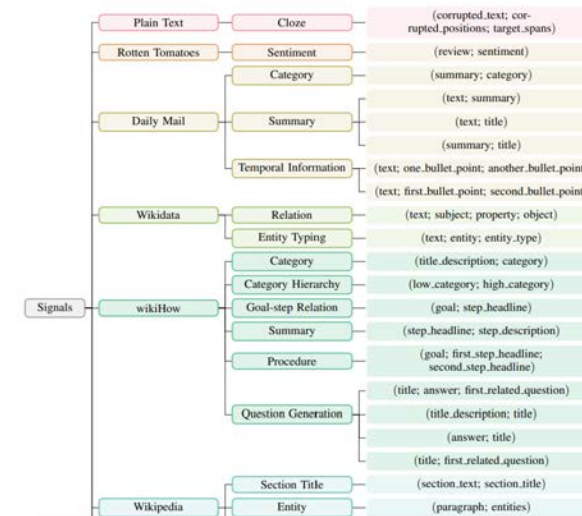 Plain Text
Cloze
(corrupted_text; cor-
rupted_positions; target_spans)
Rotten Tomatoes
Sentiment
(review; sentiment)
Daily Mail
Category
(summary; category)
Summary
(text; summary)
(text; title)
(summary; title)
Temporal Information
(text; one_bullet_point; another_bullet_point
(text; first_bullet_point; second_bullet_point
Wikidata
Relation
(text; subject; property; object)
Entity Typing
(text; entity; entity_type)
Signals
wikiHow
Category
(title_description; category)
Category Hierarchy
(low_category; high_category)
Goal-step Relation
(goal; step_headline)
Summary
(step_headline; step_description)
Procedure
(goal; first_step_headline;
second_step_headline)
Question Generation
(title; answer; first_related_question)
(title_description; title)
(answer; title)
(title; first_related_question)
Wikipedia
Section Title
(section_text; section_title)
Entity
(paragraph; entities)